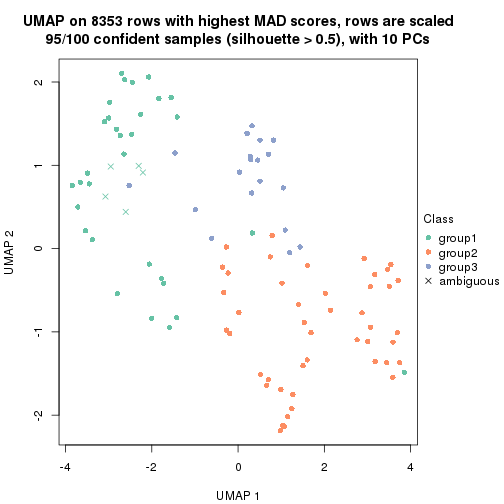 UMAP on 8353 rows with highest MAD scores, rows are scaled
95/100 confident samples (silhouette > 0.5), with 10 PCs
2
1
0
-1
-2
UMAP 2
-4
-2
0
2
4
UMAP 1
Class
group1
group2
group3
ambiguous